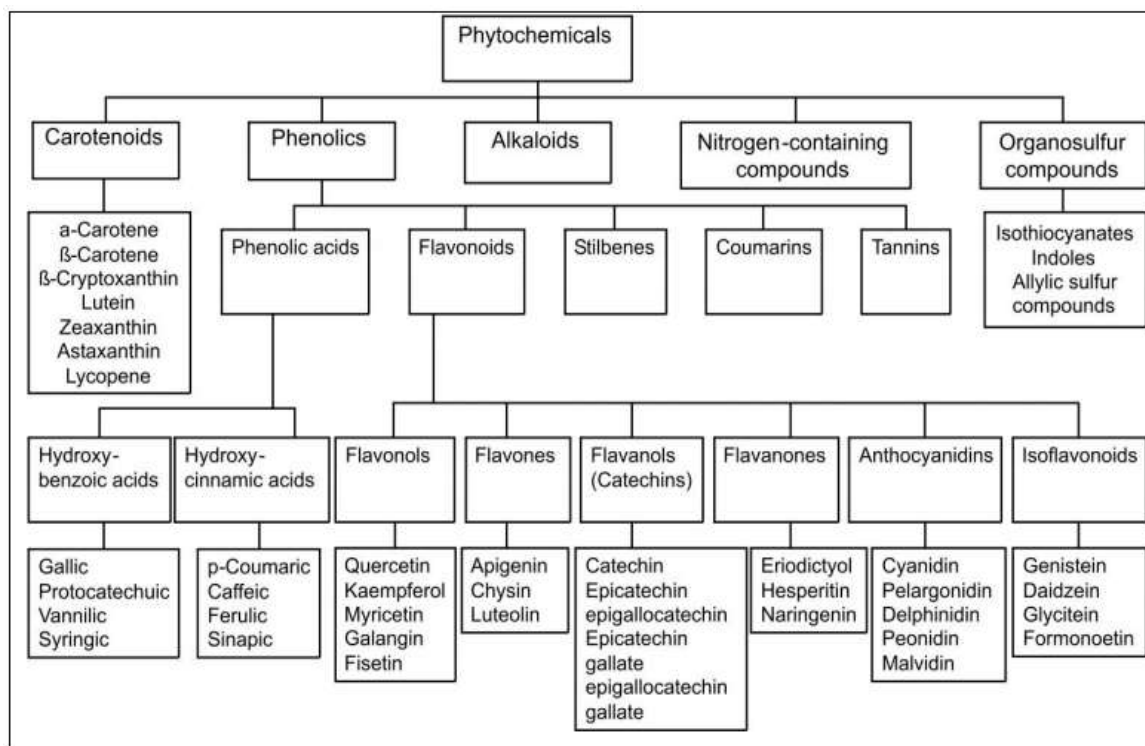 Phytochemicals
Carotenoids
Phenolics
Alkaloids
Nitrogen-containing
compounds
Organosulfur
compounds
a-Carotene
ß-Carotene
ß-Cryptoxanthin
Lutein
Zeaxanthin
Astaxanthin
Lycopene
Phenolic acids
Flavonoids
Stilbenes
Coumarins
Tannins
Isothiocyanates
Indoles
Allylic sulfur
compounds
Hydroxy-
benzoic acids
Hydroxy-
cinnamic acids
Flavonols
Flavones
Flavanols
(Catechins)
Flavanones
Anthocyanidins
Isoflavonoids
Gallic
Protocatechuic
Vannilic
Syringic
p-Coumaric
Caffeic
Ferulic
Sinapic
Quercetin
Kaempferol
Myricetin
Galangin
Fisetin
Apigenin
Chysin
Luteolin
Catechin
Epicatechin
epigallocatechin
Epicatechin
gallate
epigallocatechin
gallate
Eriodictyol
Hesperitin
Naringenin
Cyanidin
Pelargonidin
Delphinidin
Peonidin
Malvidin
Genistein
Daidzein
Glycitein
Formonoetin